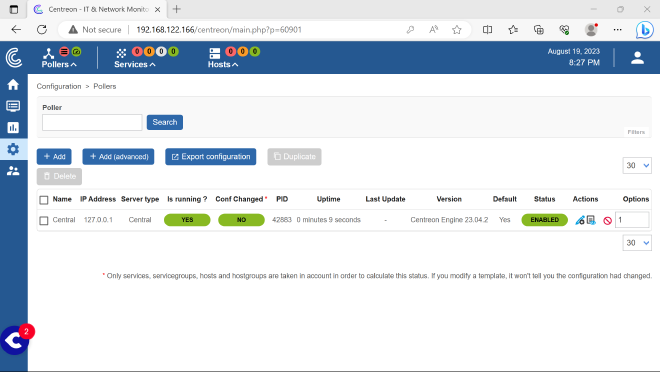 Centreon - IT & Network Monito
Not secure 192.168.122.166/centreon/main.php?p=60901
Pollers
Services 0 0 0 0
Hosts 0 0 0
August 19, 2023
8:27 PM
Configuration > Pollers
Poller
Search
Filters
+ Add
+ Add (advanced)
Export configuration
Duplicate
Delete
30
Name IP Address Server type Is running ? Conf Changed * PID Uptime Last Update Version Default Status Actions Options
Central 127.0.0.1 Central YES NO 42883 0 minutes 9 seconds - Centreon Engine 23.04.2 Yes ENABLED 1
30
* Only services, servicegroups, hosts and hostgroups are taken in account in order to calculate this status. If you modify a template, it won't tell you the configuration had changed.
2